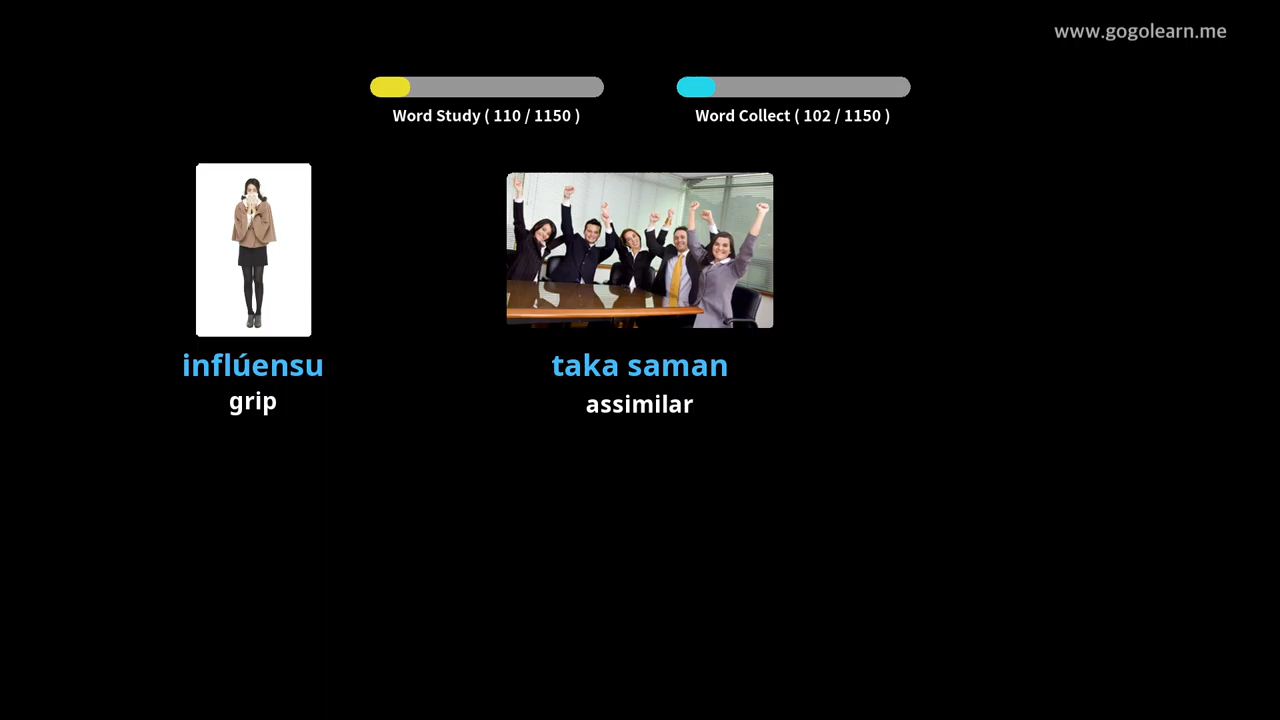 www.gogolearn.me
Word Study ( 110 / 1150 )
Word Collect ( 102 / 1150 )
inflúensu
grip
taka saman
assimilar